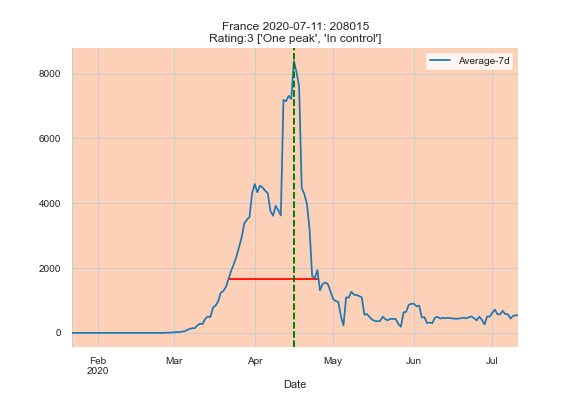 France 2020-07-11: 208015
Rating:3 ['One peak', 'In control']
Average-7d
8000
6000
4000
2000
0
Feb
2020
Mar
Apr
May
Jun
Jul
Date